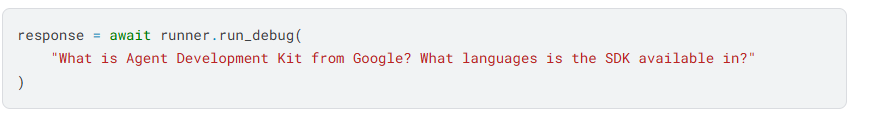 response = await runner.run_debug(
    "What is Agent Development Kit from Google? What languages is the SDK available in?"
)